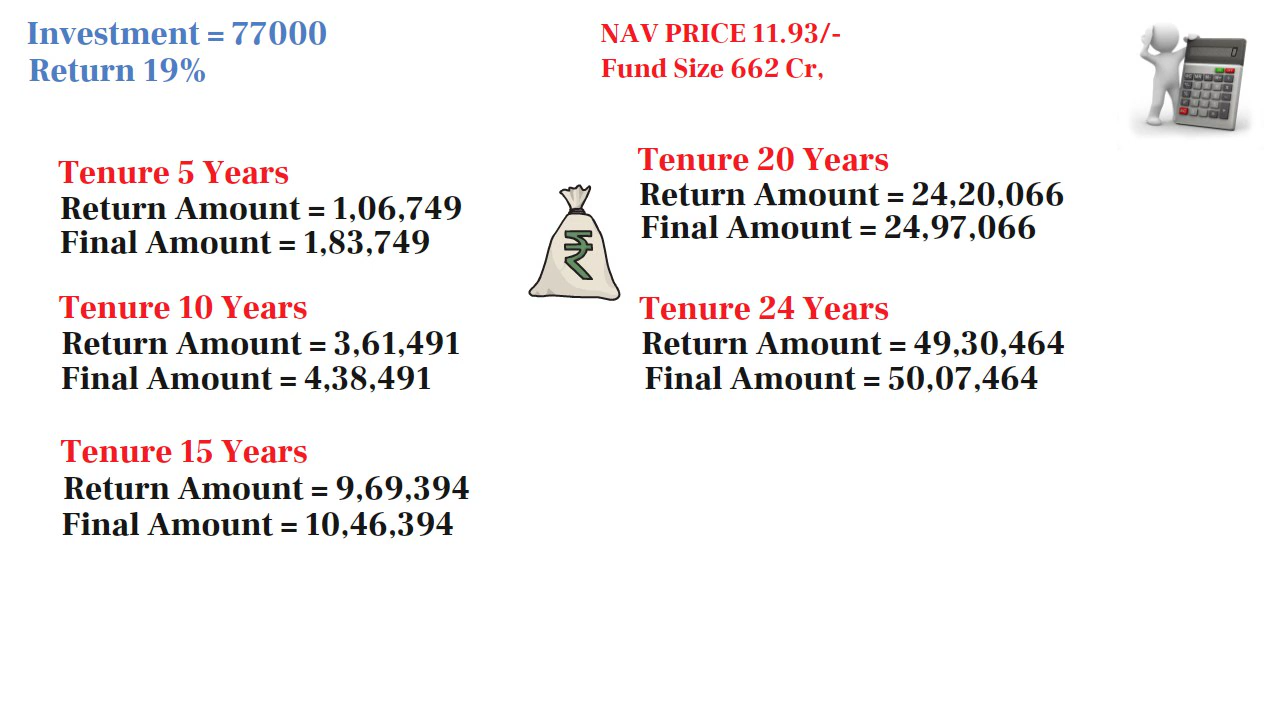 Investment = 77000
Return 19%
NAV PRICE 11.93/-
Fund Size 662 Cr,
Tenure 5 Years
Return Amount = 1,06,749
Final Amount = 1,83,749
Tenure 10 Years
Return Amount = 3,61,491
Final Amount = 4,38,491
Tenure 15 Years
Return Amount = 9,69,394
Final Amount = 10,46,394
₹
Tenure 20 Years
Return Amount = 24,20,066
Final Amount = 24,97,066
Tenure 24 Years
Return Amount = 49,30,464
Final Amount = 50,07,464